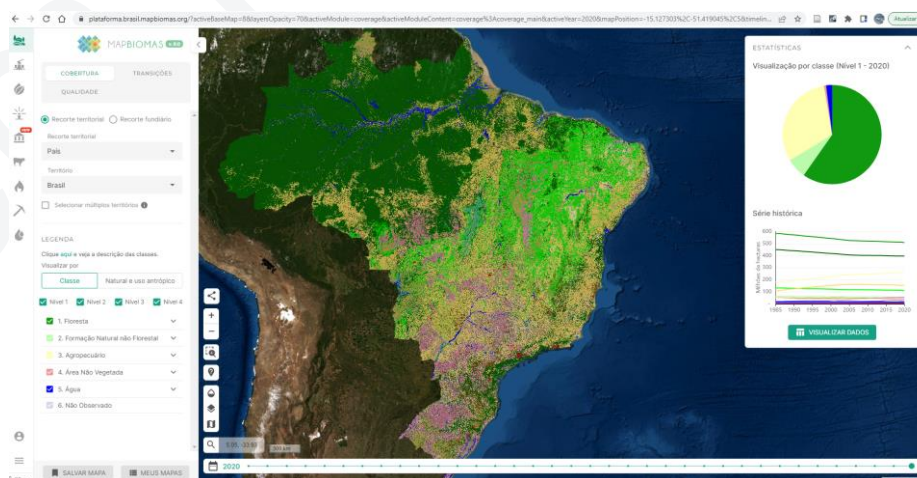 plataforma.brasil.mapbiomas.org/?activeBaseMap=8&layersOpacity=70&activeModule=coverage&activeModuleContent=coverage%3Acoverage_main&activeYear=2020&mapPosition=-15.127303%2C-51.419045%2C5&timelin...
Atualizar
MAPBIOMAS
COBERTURA
TRANSIÇÕES
QUALIDADE
Recorte territorial
Recorte fundiário
Recorte territorial
País
Território
Brasil
Selecionar múltiplos territórios
LEGENDA
Clique aqui e veja a descrição das classes.
Visualizar por
Classe
Natural e uso antrópico
Nível 1
Nível 2
Nível 3
Nível 4
1. Floresta
2. Formação Natural não Florestal
3. Agropecuário
4. Área Não Vegetada
5. Água
6. Não Observado
SALVAR MAPA
MEUS MAPAS
2020
ESTATÍSTICAS
Visualização por classe (Nível 1 - 2020)
Série histórica
Milhões de hectares
600
500
400
300
200
100
1985 1990 1995 2000 2005 2010 2015 2020
VISUALIZAR DADOS